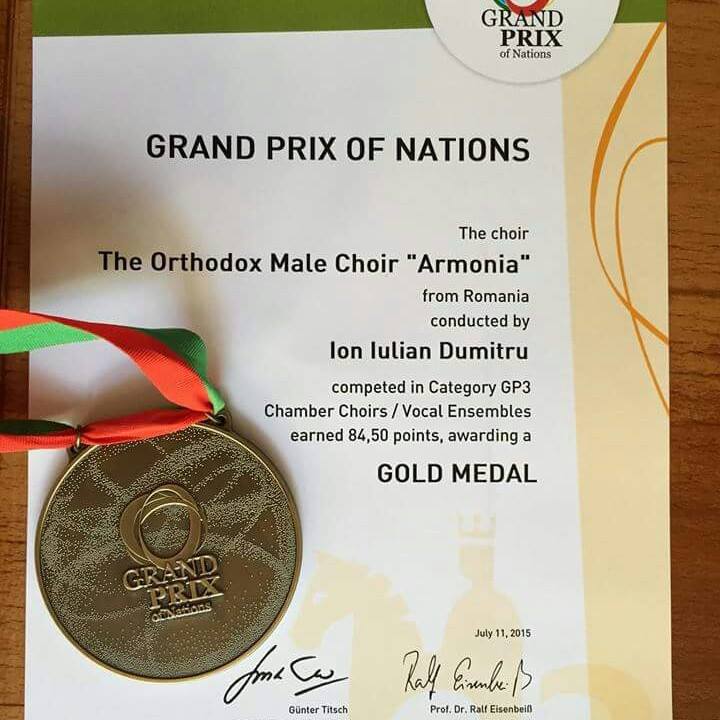 GRAND
PRIX
of Nations
GRAND PRIX OF NATIONS
The choir
The Orthodox Male Choir "Armonia"
from Romania
conducted by
Ion Iulian Dumitru
competed in Category GP3
Chamber Choirs / Vocal Ensembles
earned 84,50 points, awarding a
GOLD MEDAL
GRAND
PRIX
of Nations
July 11, 2015
Günter Titsch
Prof. Dr. Ralf Eisenbeiß